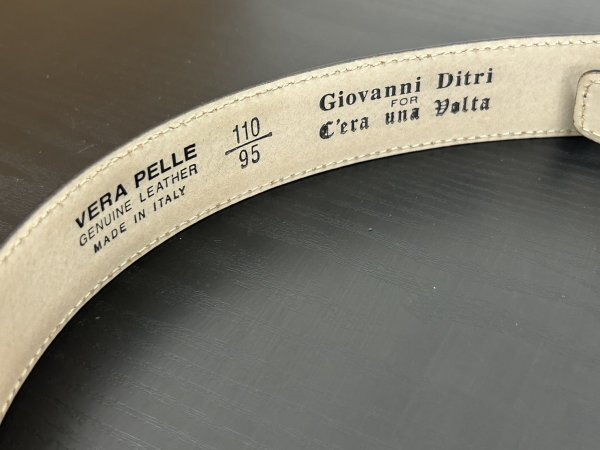 VERA PELLE
GENUINE LEATHER
MADE IN ITALY
110
95
Giovanni Ditri
FOR
C'era una Volta